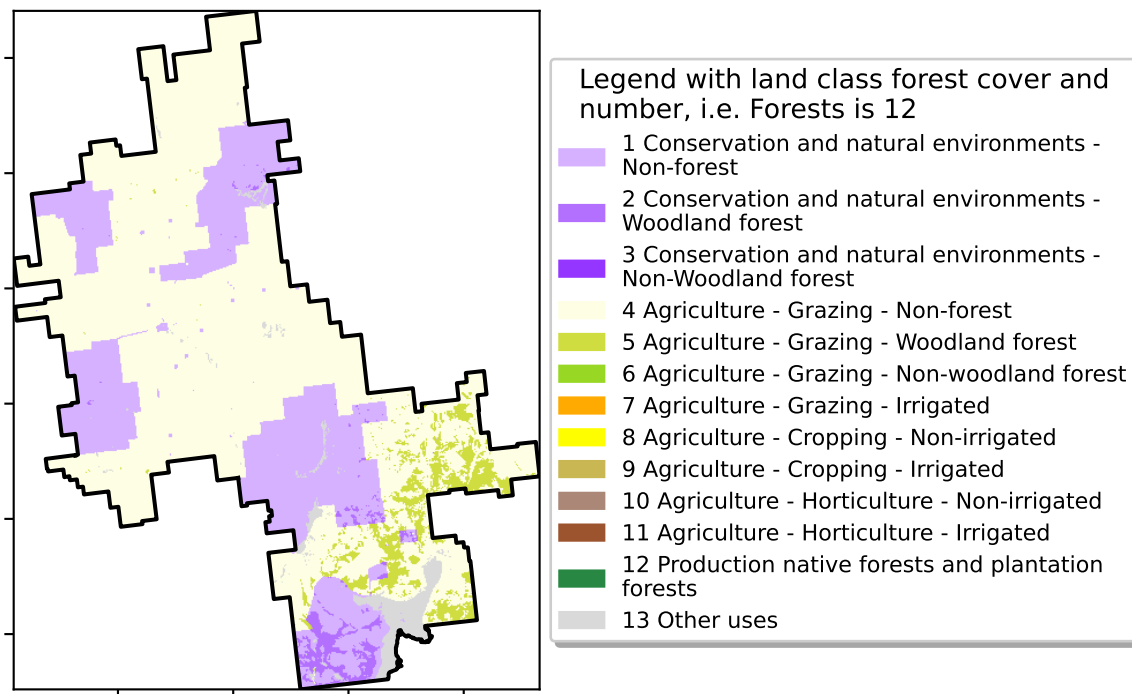 Legend with land class forest cover and
number, i.e. Forests is 12
1 Conservation and natural environments -
Non-forest
2 Conservation and natural environments -
Woodland forest
3 Conservation and natural environments -
Non-Woodland forest
4 Agriculture - Grazing - Non-forest
5 Agriculture - Grazing - Woodland forest
6 Agriculture - Grazing - Non-woodland forest
7 Agriculture - Grazing - Irrigated
8 Agriculture - Cropping - Non-irrigated
9 Agriculture - Cropping - Irrigated
10 Agriculture - Horticulture - Non-irrigated
11 Agriculture - Horticulture - Irrigated
12 Production native forests and plantation
forests
13 Other uses